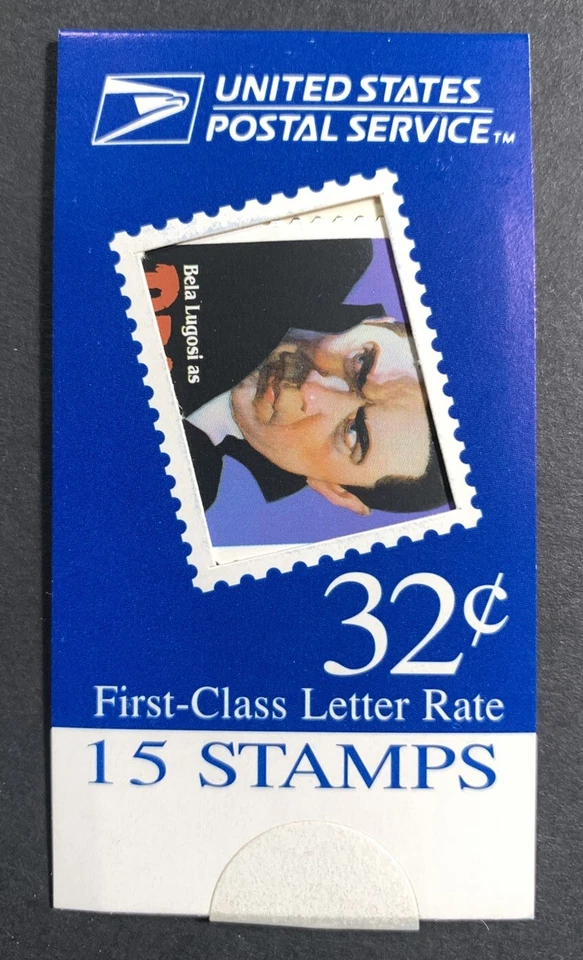 UNITED STATES
POSTAL SERVICE™
Bela Lugosi as
32¢
First-Class Letter Rate
15 STAMPS